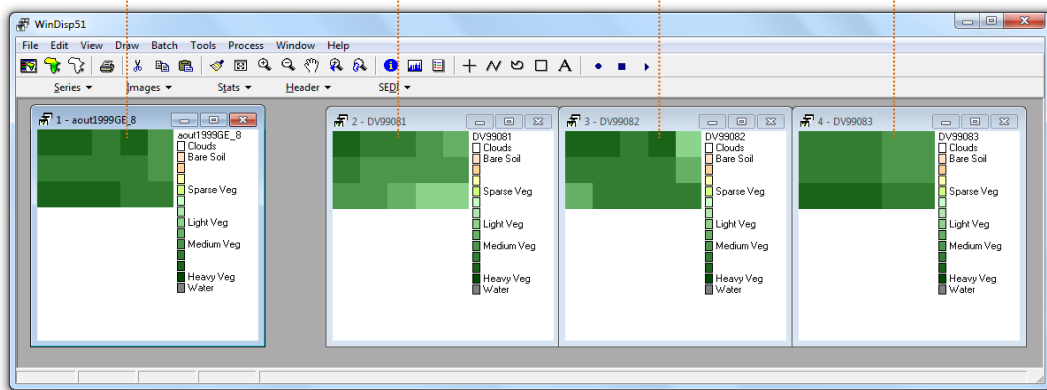 WinDisp51
File Edit View Draw Batch Tools Process Window Help
A
Series Images Stats Header SEDI
1 - aout1999GE_8
aout1999GE_8
Clouds
Bare Soil
Sparse Veg
Light Veg
Medium Veg
Heavy Veg
Water
2 - DV99081
DV99081
Clouds
Bare Soil
Sparse Veg
Light Veg
Medium Veg
Heavy Veg
Water
3 - DV99082
DV99082
Clouds
Bare Soil
Sparse Veg
Light Veg
Medium Veg
Heavy Veg
Water
4 - DV99083
DV99083
Clouds
Bare Soil
Sparse Veg
Light Veg
Medium Veg
Heavy Veg
Water